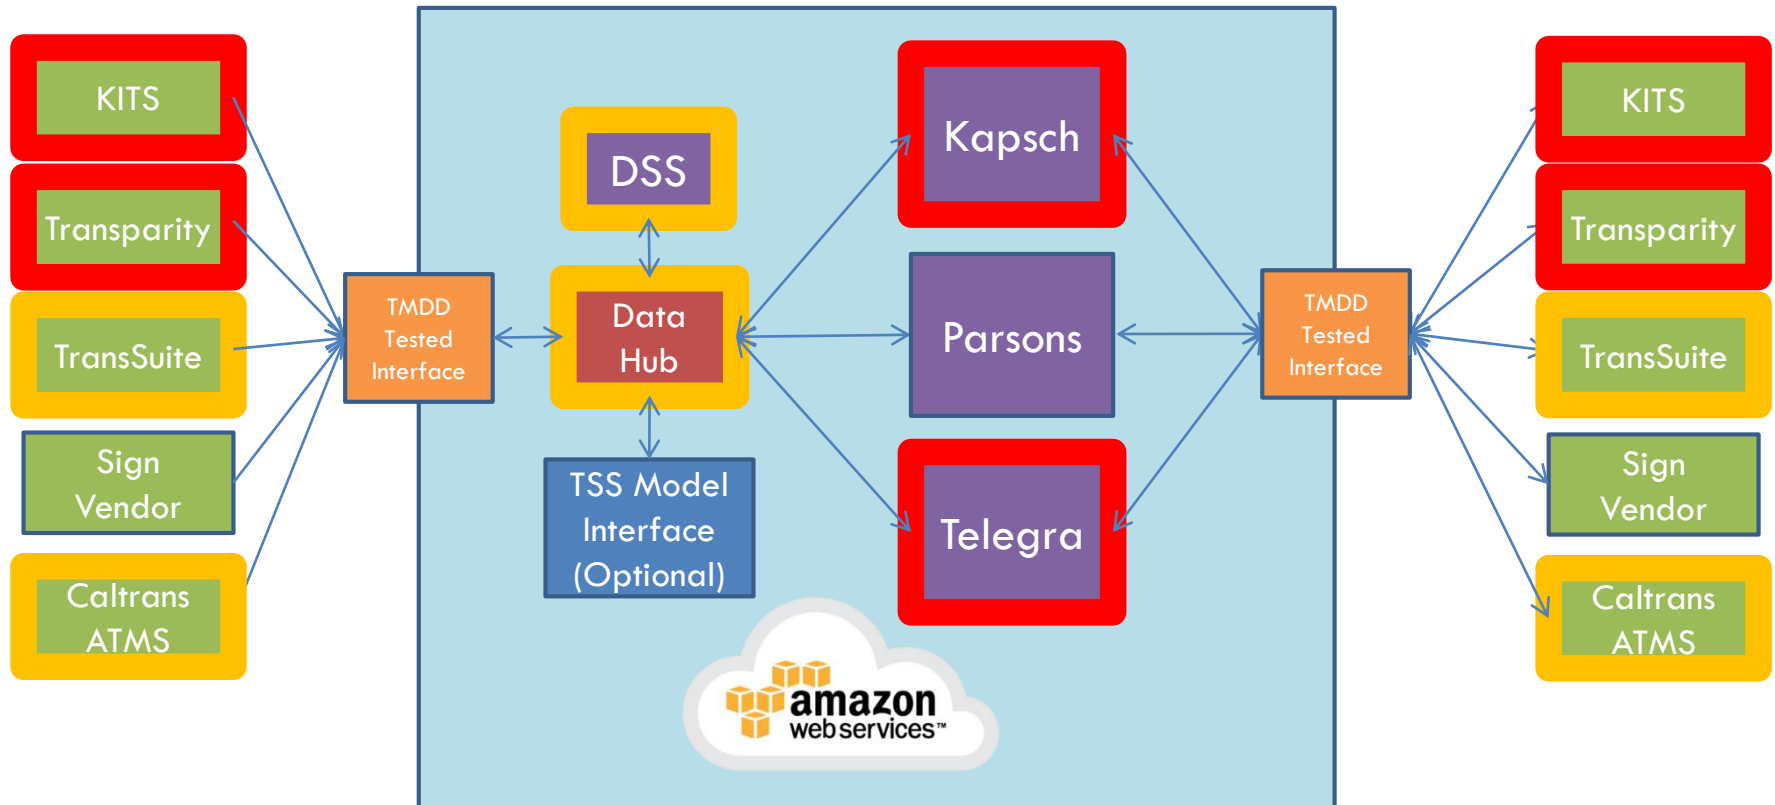 KITS
Transparity
TransSuite
Sign
Vendor
Caltrans
ATMS
TMDD
Tested
Interface
DSS
Data
Hub
TSS Model
Interface
(Optional)
Kapsch
Parsons
Telegra
amazon
web services™
TMDD
Tested
Interface
KITS
Transparity
TransSuite
Sign
Vendor
Caltrans
ATMS